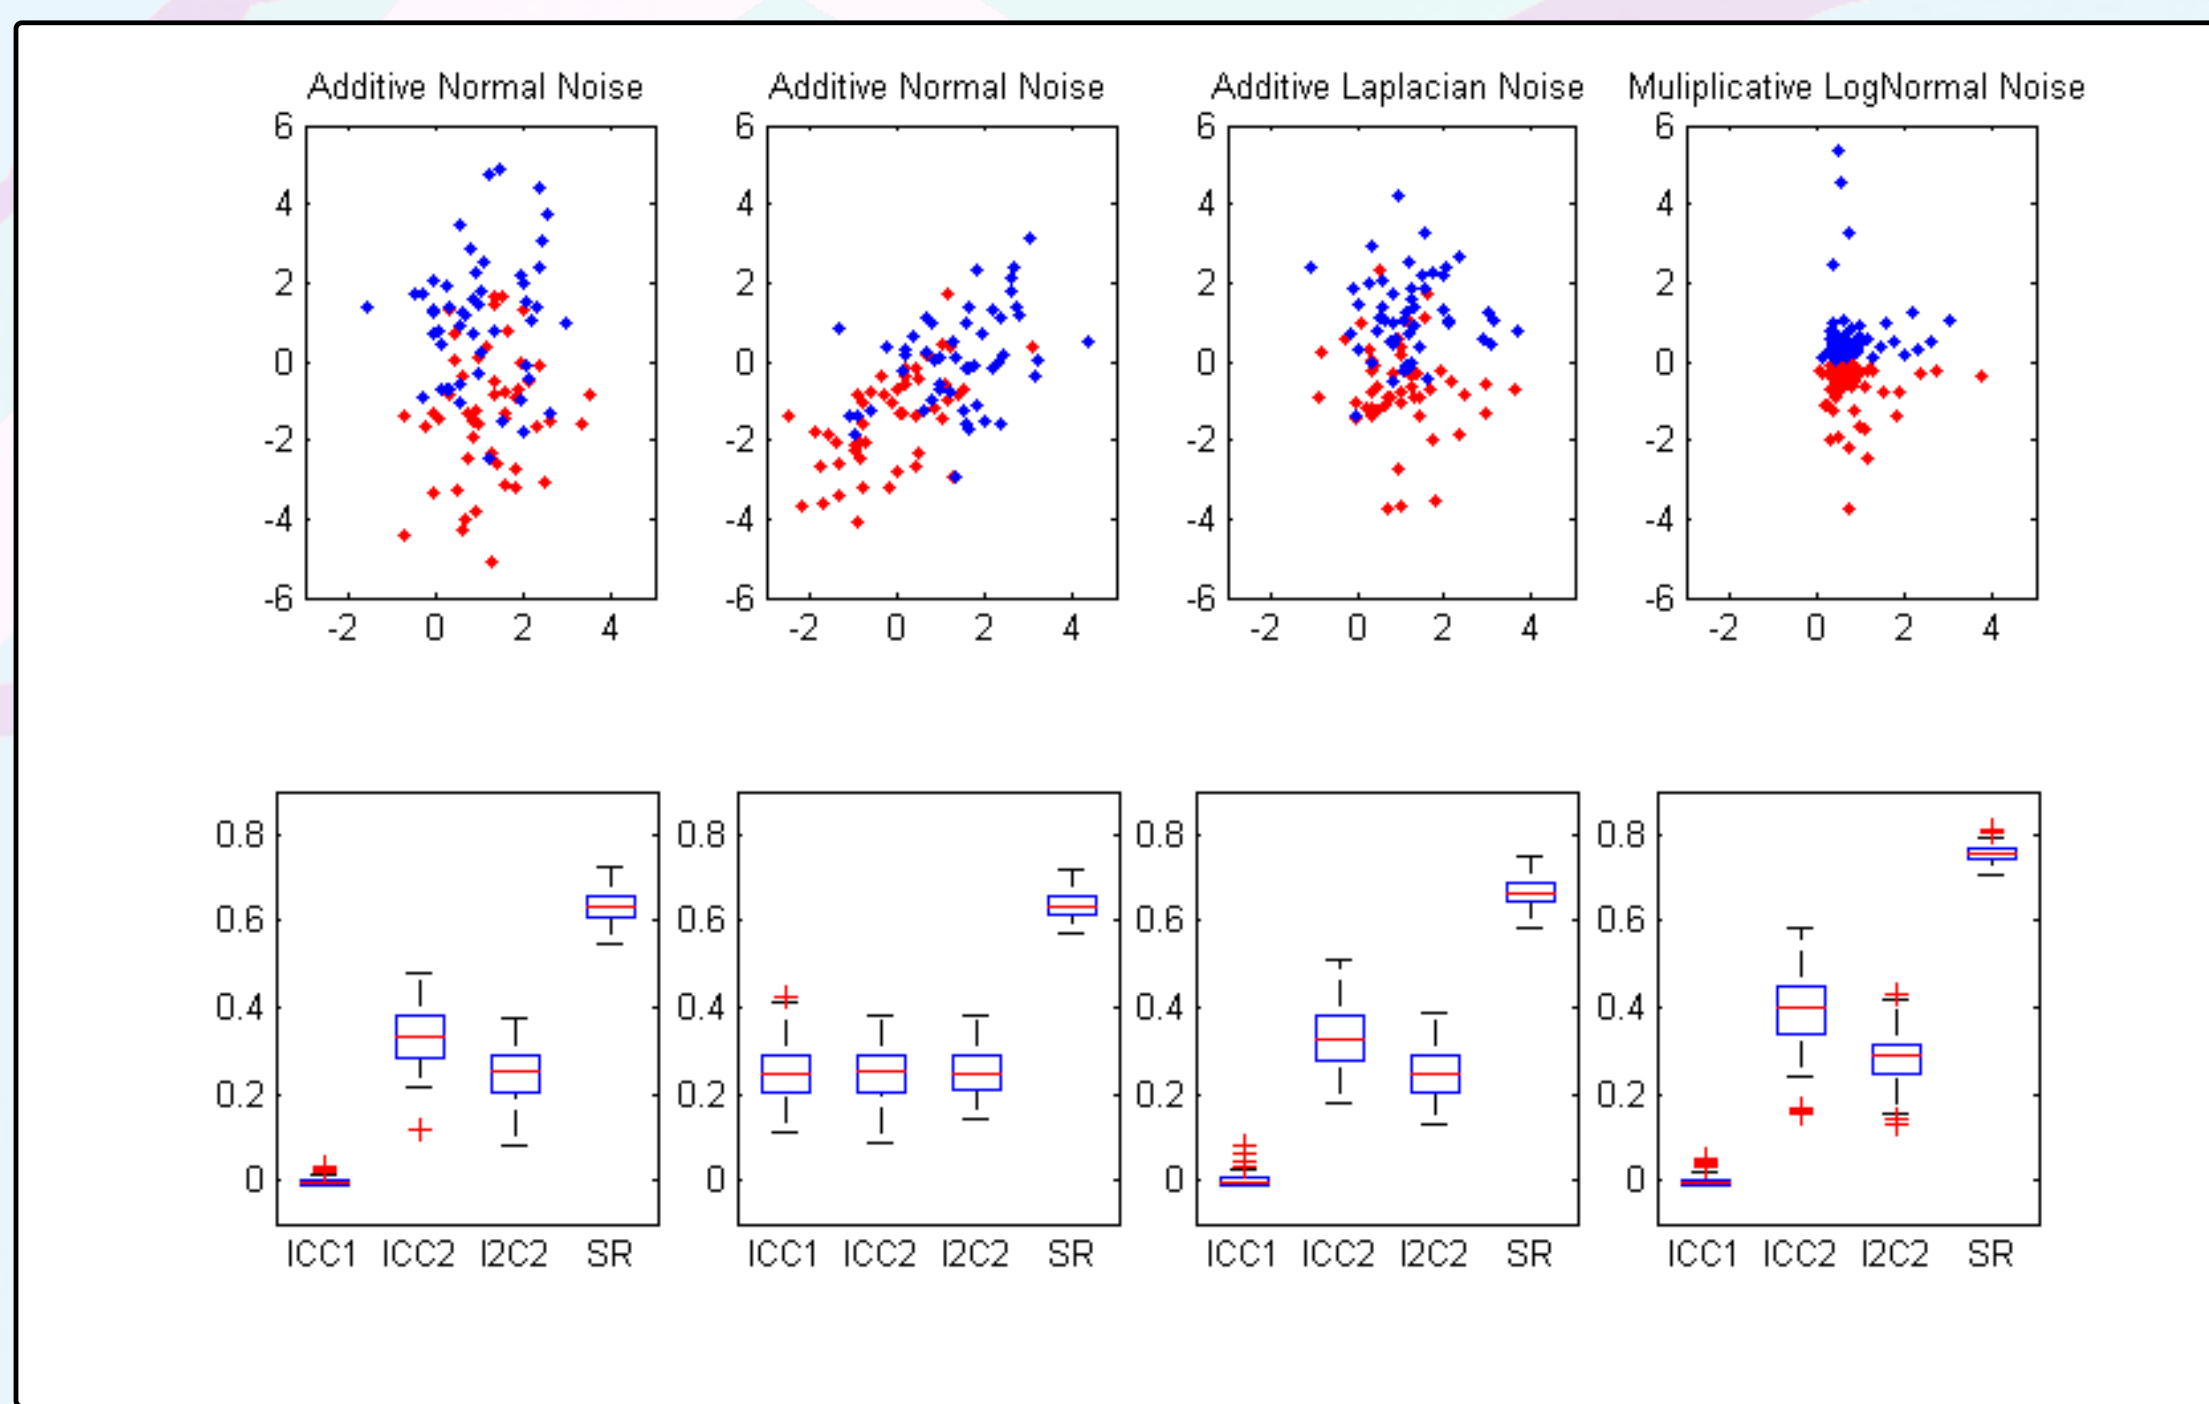 Additive Normal Noise Additive Normal Noise Additive Laplacian Noise Muliplicative LogNormal Noise
6 6 6 6
4 4 4 4
2 2 2 2
0 0 0 0
-2 -2 -2 -2
-4 -4 -4 -4
-6 -6 -6 -6
-2 0 2 4 -2 0 2 4 -2 0 2 4 -2 0 2 4
0.8 0.8 0.8 0.8
0.6 0.6 0.6 0.6
0.4 0.4 0.4 0.4
0.2 0.2 0.2 0.2
0 0 0 0
ICC1 ICC2 I2C2 SR ICC1 ICC2 I2C2 SR ICC1 ICC2 I2C2 SR ICC1 ICC2 I2C2 SR